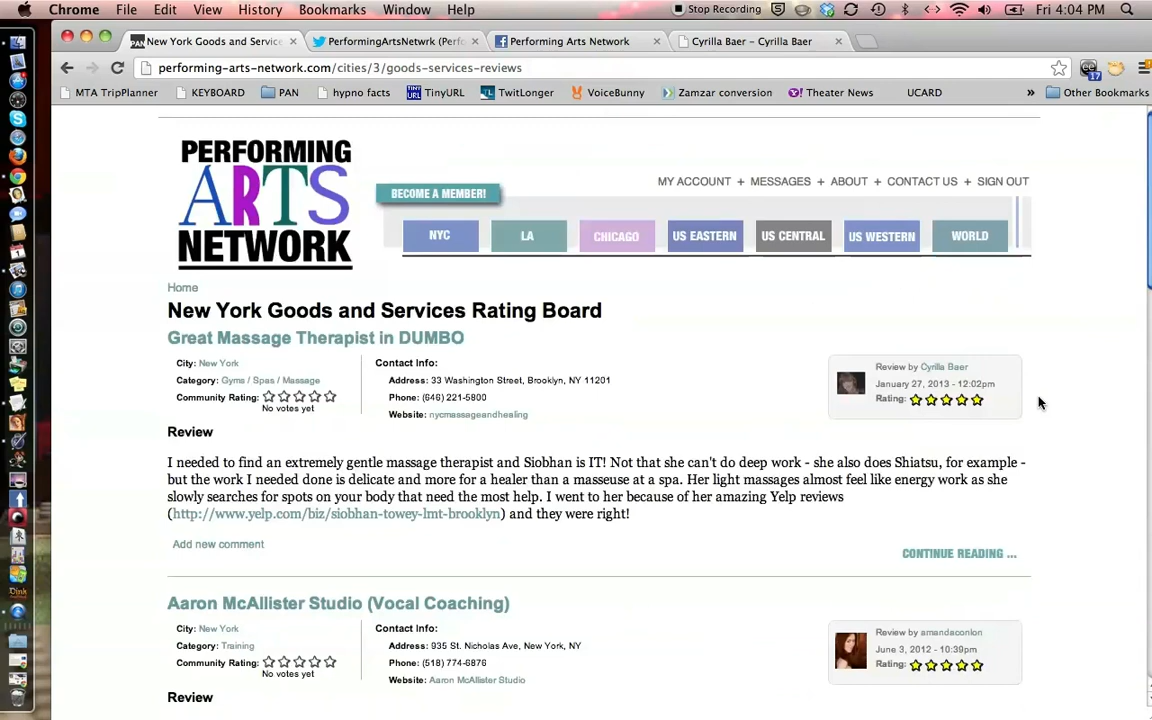 Chrome File Edit View History Bookmarks Window Help Stop Recording Fri 4:04 PM
PAN New York Goods and Service × PerformingArtsNetwrk (Perfo × Performing Arts Network × Cyrilla Baer – Cyrilla Baer ×
performing-arts-network.com/cities/3/goods-services-reviews 17
MTA TripPlanner KEYBOARD PAN hypno facts TinyURL TwitLonger VoiceBunny Zamzar conversion Theater News UCARD » Other Bookmarks
PERFORMING
ARTS
NETWORK
BECOME A MEMBER!
MY ACCOUNT + MESSAGES + ABOUT + CONTACT US + SIGN OUT
NYC LA CHICAGO US EASTERN US CENTRAL US WESTERN WORLD
Home
New York Goods and Services Rating Board
Great Massage Therapist in DUMBO
City: New York
Category: Gyms / Spas / Massage
Community Rating:
No votes yet
Contact Info:
Address: 33 Washington Street, Brooklyn, NY 11201
Phone: (646) 221-5800
Website: nycmassageandhealing
Review by Cyrilla Baer
January 27, 2013 - 12:02pm
Rating:
Review
I needed to find an extremely gentle massage therapist and Siobhan is IT! Not that she can't do deep work - she also does Shiatsu, for example -
but the work I needed done is delicate and more for a healer than a masseuse at a spa. Her light massages almost feel like energy work as she
slowly searches for spots on your body that need the most help. I went to her because of her amazing Yelp reviews
(http://www.yelp.com/biz/siobhan-towey-lmt-brooklyn) and they were right!
Add new comment
CONTINUE READING ...
Aaron McAllister Studio (Vocal Coaching)
City: New York
Category: Training
Community Rating:
No votes yet
Contact Info:
Address: 935 St. Nicholas Ave, New York, NY
Phone: (518) 774-6876
Website: Aaron McAllister Studio
Review by amandaconlon
June 3, 2012 - 10:39pm
Rating:
Review